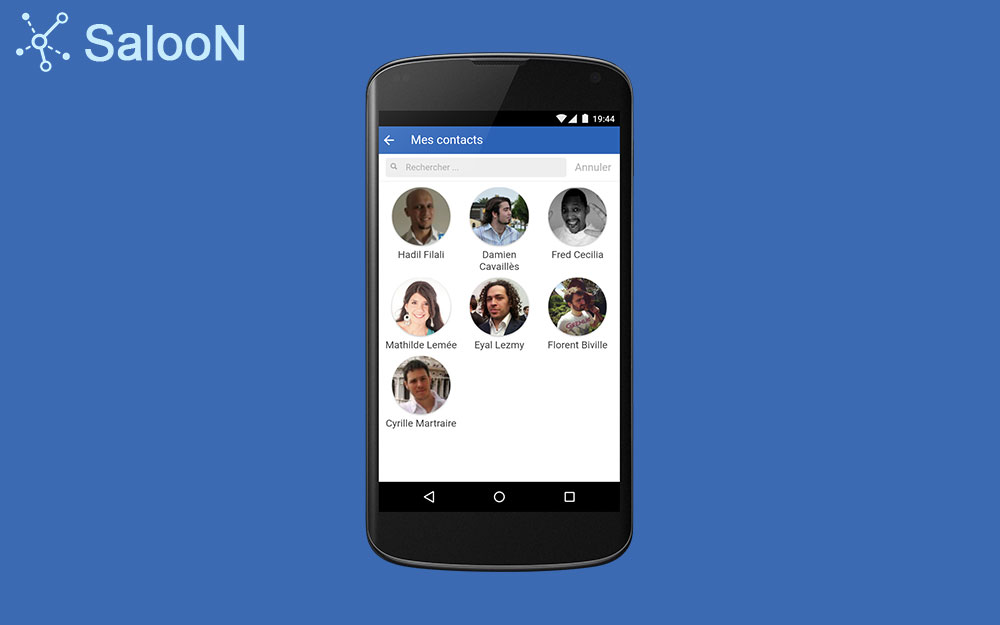 SalooN
19:44
Mes contacts
Rechercher ...
Annuler
Hadil Filali
Damien
Cavaillès
Fred Cecilia
Mathilde Lemée
Eyal Lezmy
Florent Biville
Cyrille Martraire